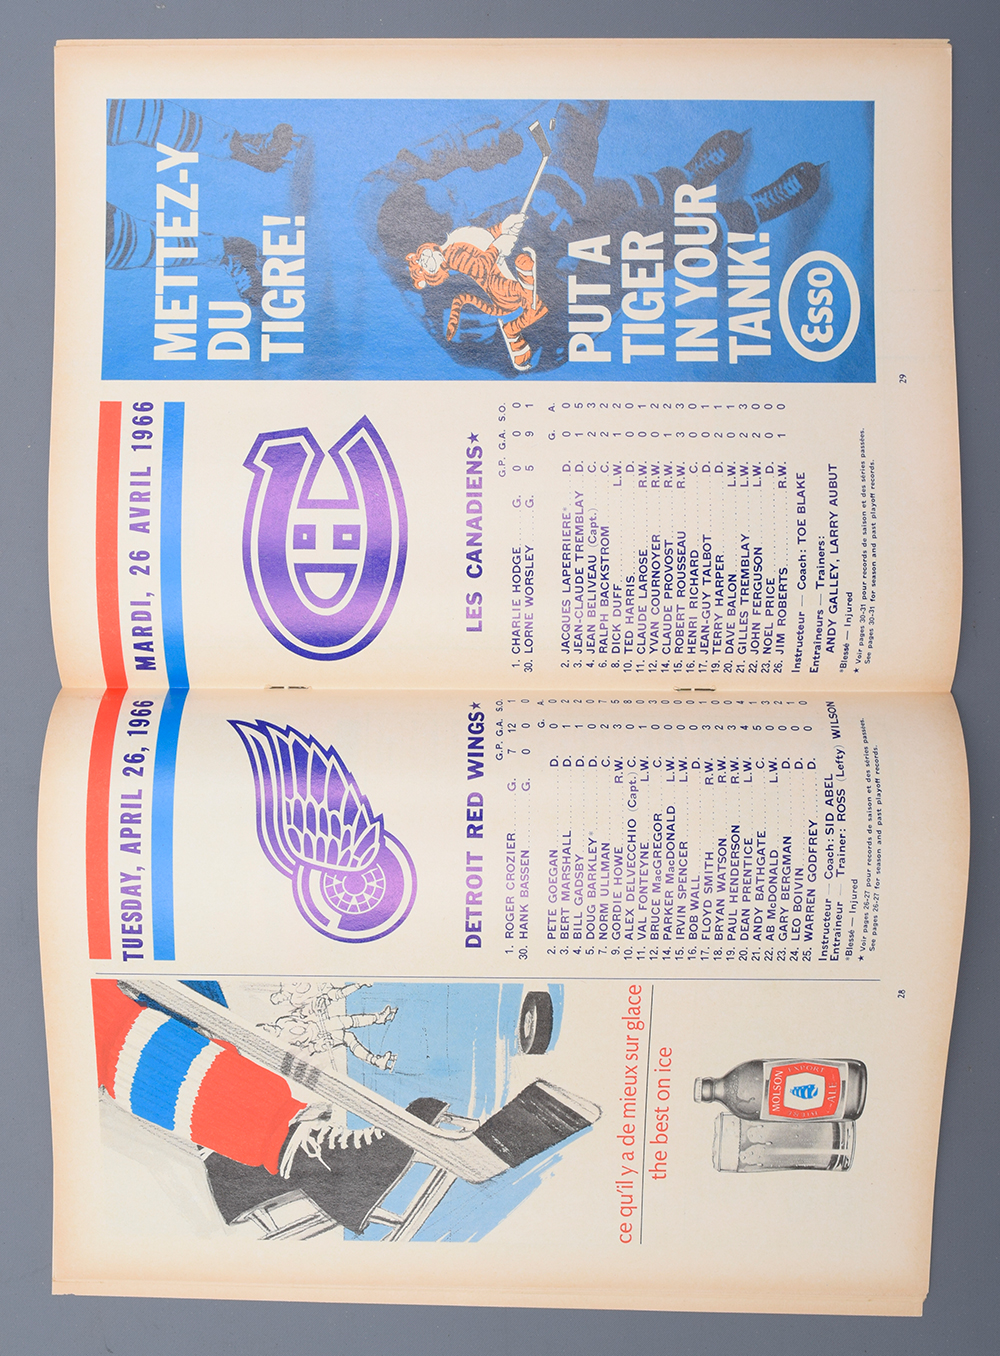 ce qu'il y a de mieux sur glace
the best on ice
MOLSON
EXPORT
ALE
28
TUESDAY, APRIL 26, 1966
DETROIT RED WINGS★
G.P. G.A. S.O.
1. ROGER CROZIER G. 7 12 1
30. HANK BASSEN G. 0 0 0
G. A.
2. PETE GOEGAN D. 0 0
3. BERT MARSHALL D. 1 2
4. BILL GADSBY D. 1 2
5. DOUG BARKLEY* D. 0 0
7. NORM ULLMAN C. 2 7
9. GORDIE HOWE R.W. 3 5
10. ALEX DELVECCHIO (Capt.) C. 0 8
11. VAL FONTEYNE L.W. 1 0
12. BRUCE MacGREGOR C. 0 3
14. PARKER MacDONALD L.W. 0 0
15. IRVIN SPENCER L.W. 0 0
16. BOB WALL D. 0 0
17. FLOYD SMITH R.W. 3 1
18. BRYAN WATSON R.W. 0 2
19. PAUL HENDERSON R.W. 3 3
20. DEAN PRENTICE L.W. 4 4
21. ANDY BATHGATE C. 5 1
22. AB McDONALD L.W. 0 3
23. GARY BERGMAN D. 0 2
24. LEO BOIVIN D. 0 1
25. WARREN GODFREY D. 0 0
Instructeur — Coach: SID ABEL
Entraineur — Trainer: ROSS (Lefty) WILSON
*Blessé — Injured
★ Voir pages 26-27 pour records de saison et des séries passées.
See pages 26-27 for season and past playoff records.
MARDI, 26 AVRIL 1966
LES CANADIENS★
G.P. G.A. S.O.
1. CHARLIE HODGE G. 0 0 0
30. LORNE WORSLEY G. 5 9 1
G. A.
2. JACQUES LAPERRIERE* D. 0 0
3. JEAN-CLAUDE TREMBLAY D. 1 5
4. JEAN BELIVEAU (Capt.) C. 2 3
6. RALPH BACKSTROM C. 2 2
8. DICK DUFF L.W. 1 2
10. TED HARRIS D. 0 0
11. CLAUDE LAROSE R.W. 0 1
12. YVAN COURNOYER R.W. 0 2
14. CLAUDE PROVOST R.W. 1 2
15. ROBERT ROUSSEAU R.W. 3 3
16. HENRI RICHARD C. 0 0
17. JEAN-GUY TALBOT D. 0 1
19. TERRY HARPER D. 2 1
20. DAVE BALON L.W. 1 1
21. GILLES TREMBLAY L.W. 2 3
22. JOHN FERGUSON L.W. 2 0
23. NOEL PRICE D. 0 0
26. JIM ROBERTS R.W. 1 0
Instructeur — Coach: TOE BLAKE
Entraineurs — Trainers:
ANDY GALLEY, LARRY AUBUT
*Blessé — Injured
★ Voir pages 30-31 pour records de saison et des séries passées.
See pages 30-31 for season and past playoff records.
METTEZ-Y
DU
TIGRE!
PUT A
TIGER
IN YOUR
TANK!
Esso
29